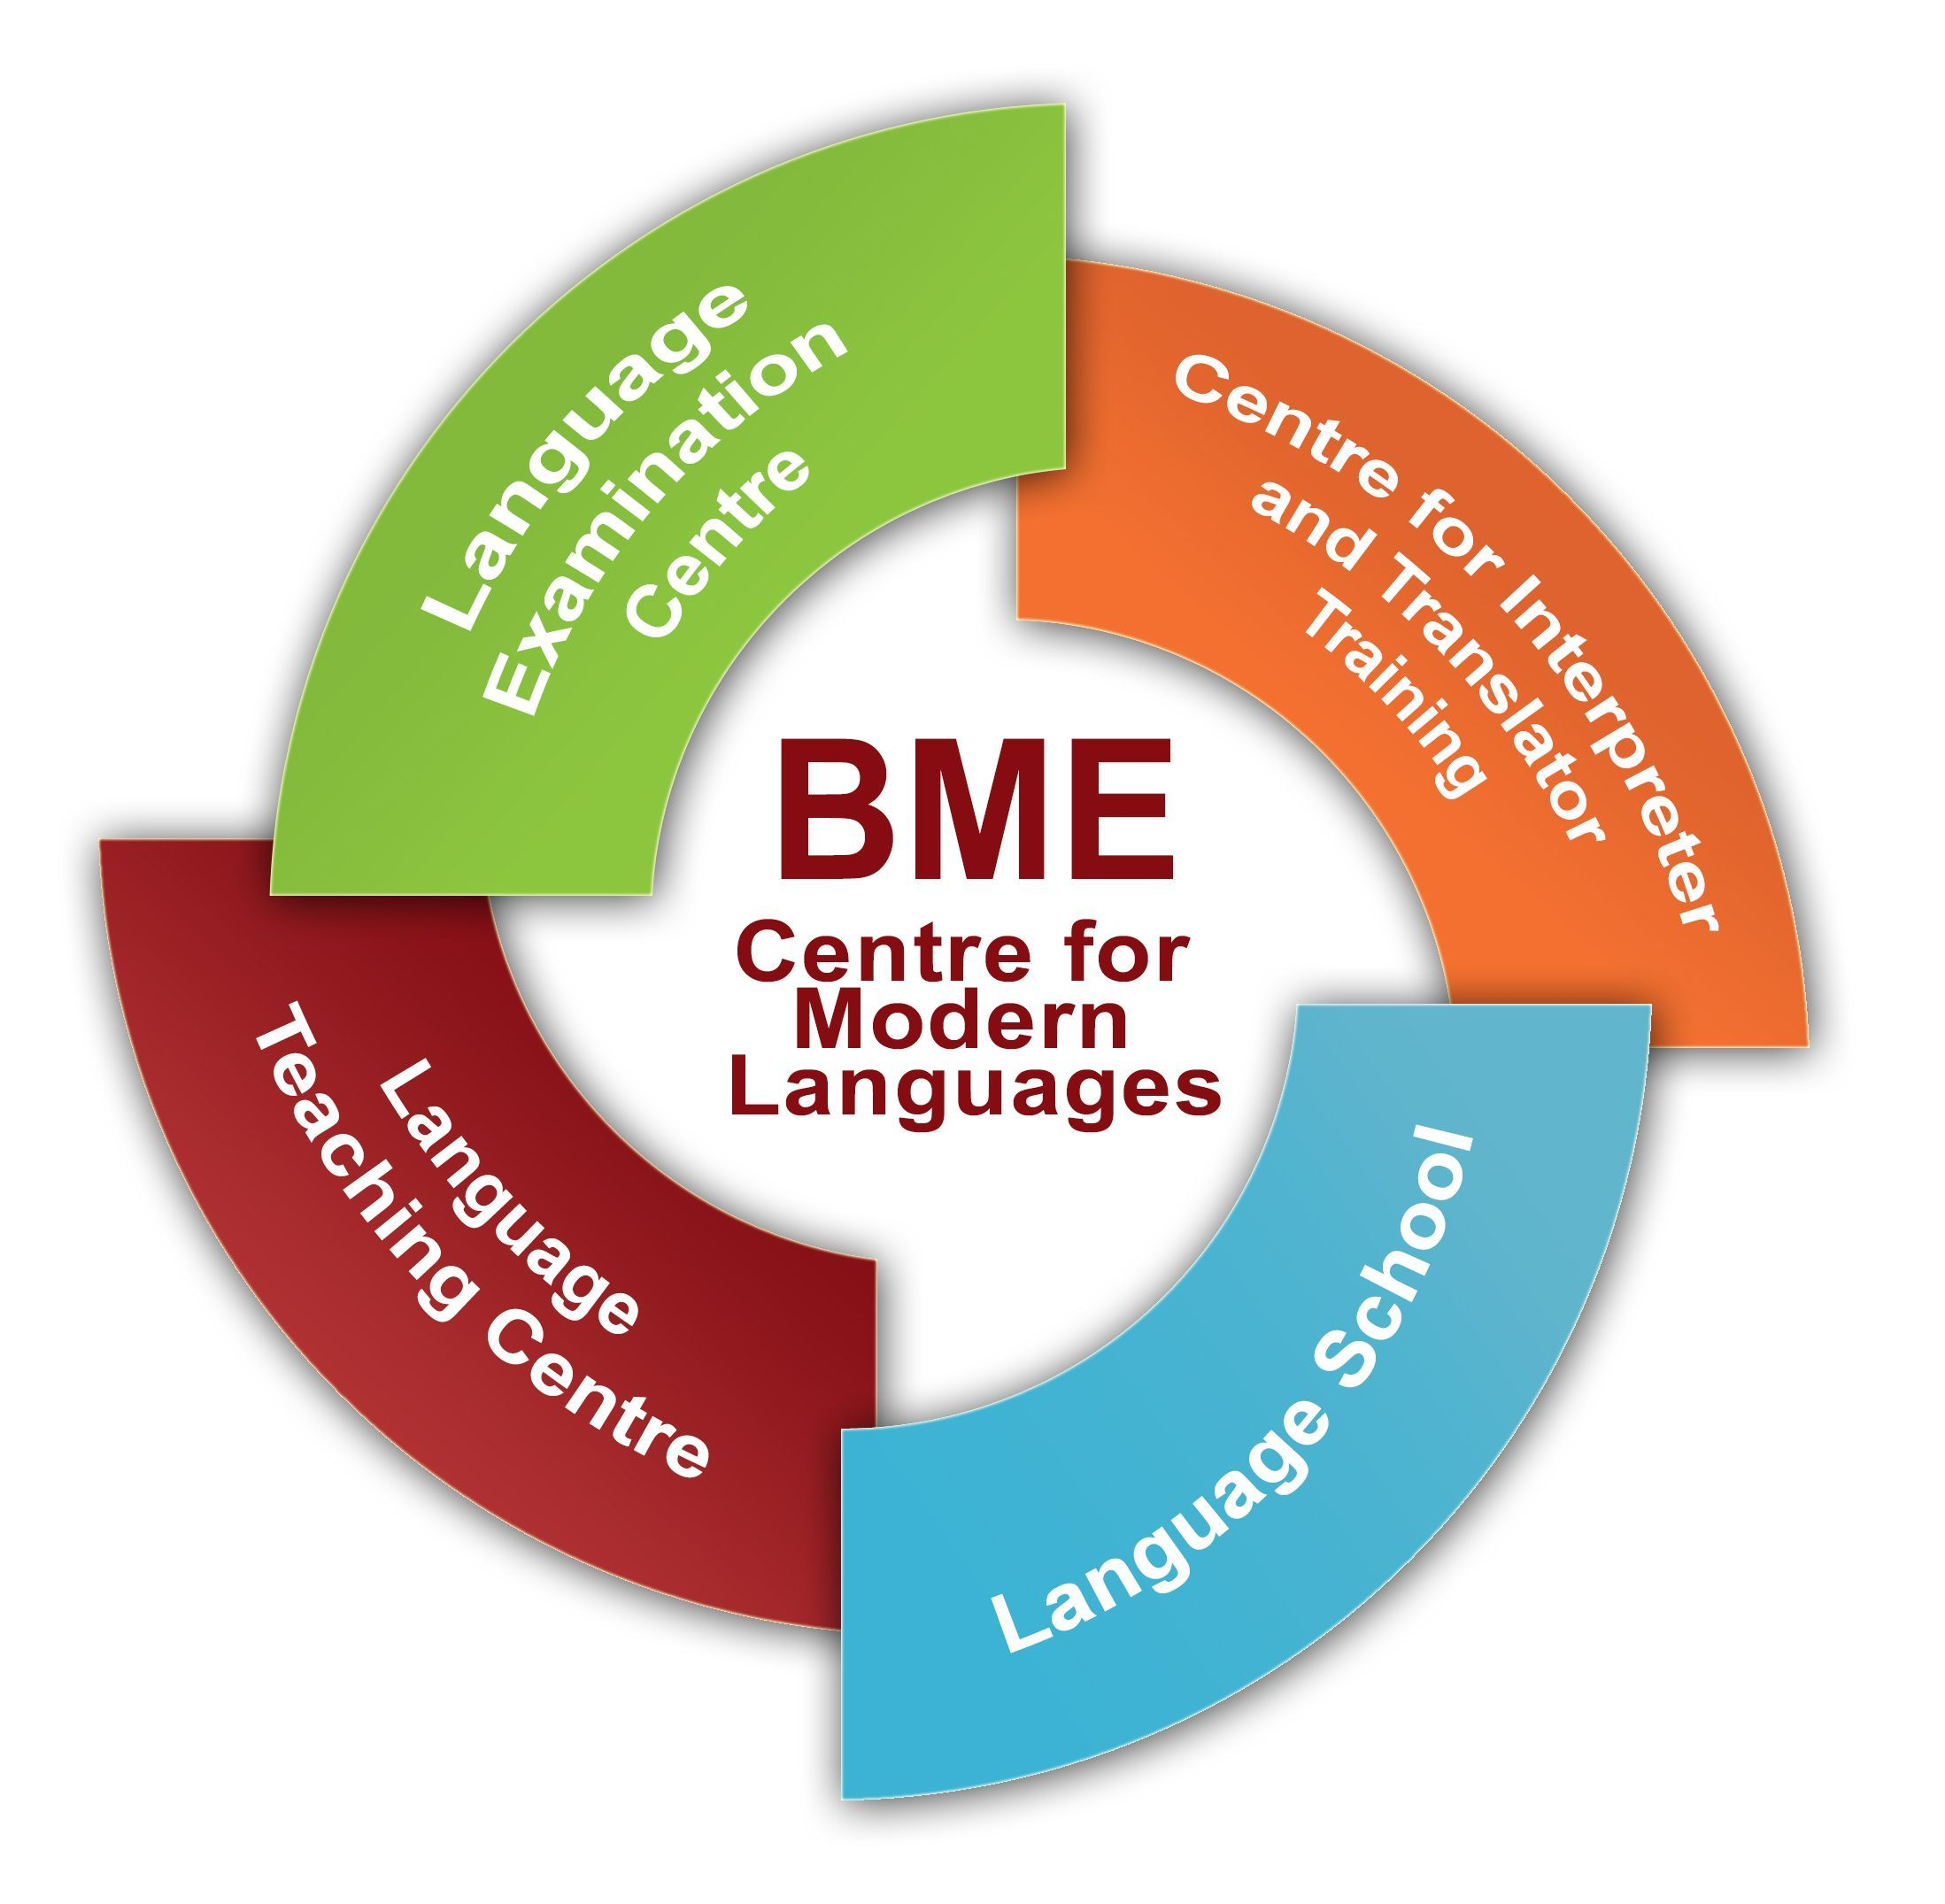 Language
Examination
Centre
Centre for Interpreter
and Translator
Training
BME
Centre for
Modern
Languages
Language
Teaching Centre
Language School